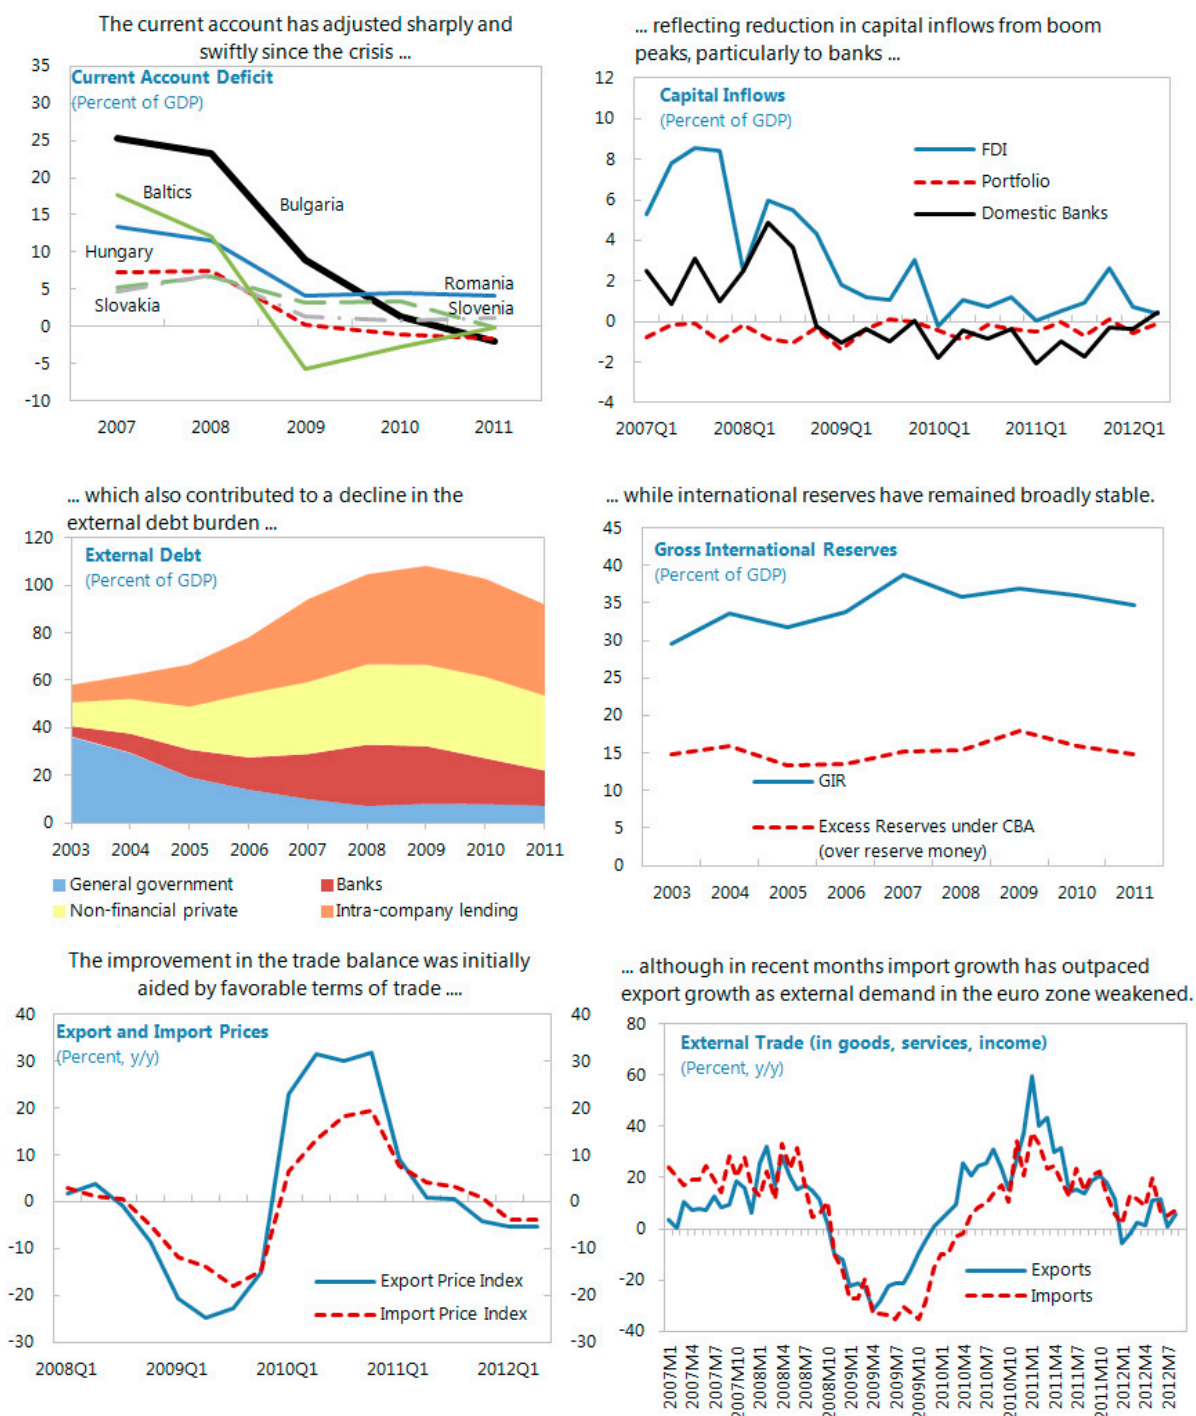 The current account has adjusted sharply and
swiftly since the crisis ...
Current Account Deficit
(Percent of GDP)
35
30
25
20
15
10
5
0
-5
-10
Baltics
Bulgaria
Hungary
Slovakia
Romania
Slovenia
2007 2008 2009 2010 2011
... reflecting reduction in capital inflows from boom
peaks, particularly to banks ...
Capital Inflows
(Percent of GDP)
12
10
8
6
4
2
0
-2
-4
FDI
Portfolio
Domestic Banks
2007Q1 2008Q1 2009Q1 2010Q1 2011Q1 2012Q1
... which also contributed to a decline in the
external debt burden ...
External Debt
(Percent of GDP)
120
100
80
60
40
20
0
2003 2004 2005 2006 2007 2008 2009 2010 2011
General government Banks
Non-financial private Intra-company lending
... while international reserves have remained broadly stable.
Gross International Reserves
(Percent of GDP)
45
40
35
30
25
20
15
10
5
0
GIR
Excess Reserves under CBA
(over reserve money)
2003 2004 2005 2006 2007 2008 2009 2010 2011
The improvement in the trade balance was initially
aided by favorable terms of trade ....
Export and Import Prices
(Percent, y/y)
40 40
30 30
20 20
10 10
0 0
-10 -10
-20 -20
-30 -30
Export Price Index
Import Price Index
2008Q1 2009Q1 2010Q1 2011Q1 2012Q1
... although in recent months import growth has outpaced
export growth as external demand in the euro zone weakened.
External Trade (in goods, services, income)
(Percent, y/y)
80
60
40
20
0
-20
-40
Exports
Imports
2007M1
2007M4
2007M7
2007M10
2008M1
2008M4
2008M7
2008M10
2009M1
2009M4
2009M7
2009M10
2010M1
2010M4
2010M7
2010M10
2011M1
2011M4
2011M7
2011M10
2012M1
2012M4
2012M7